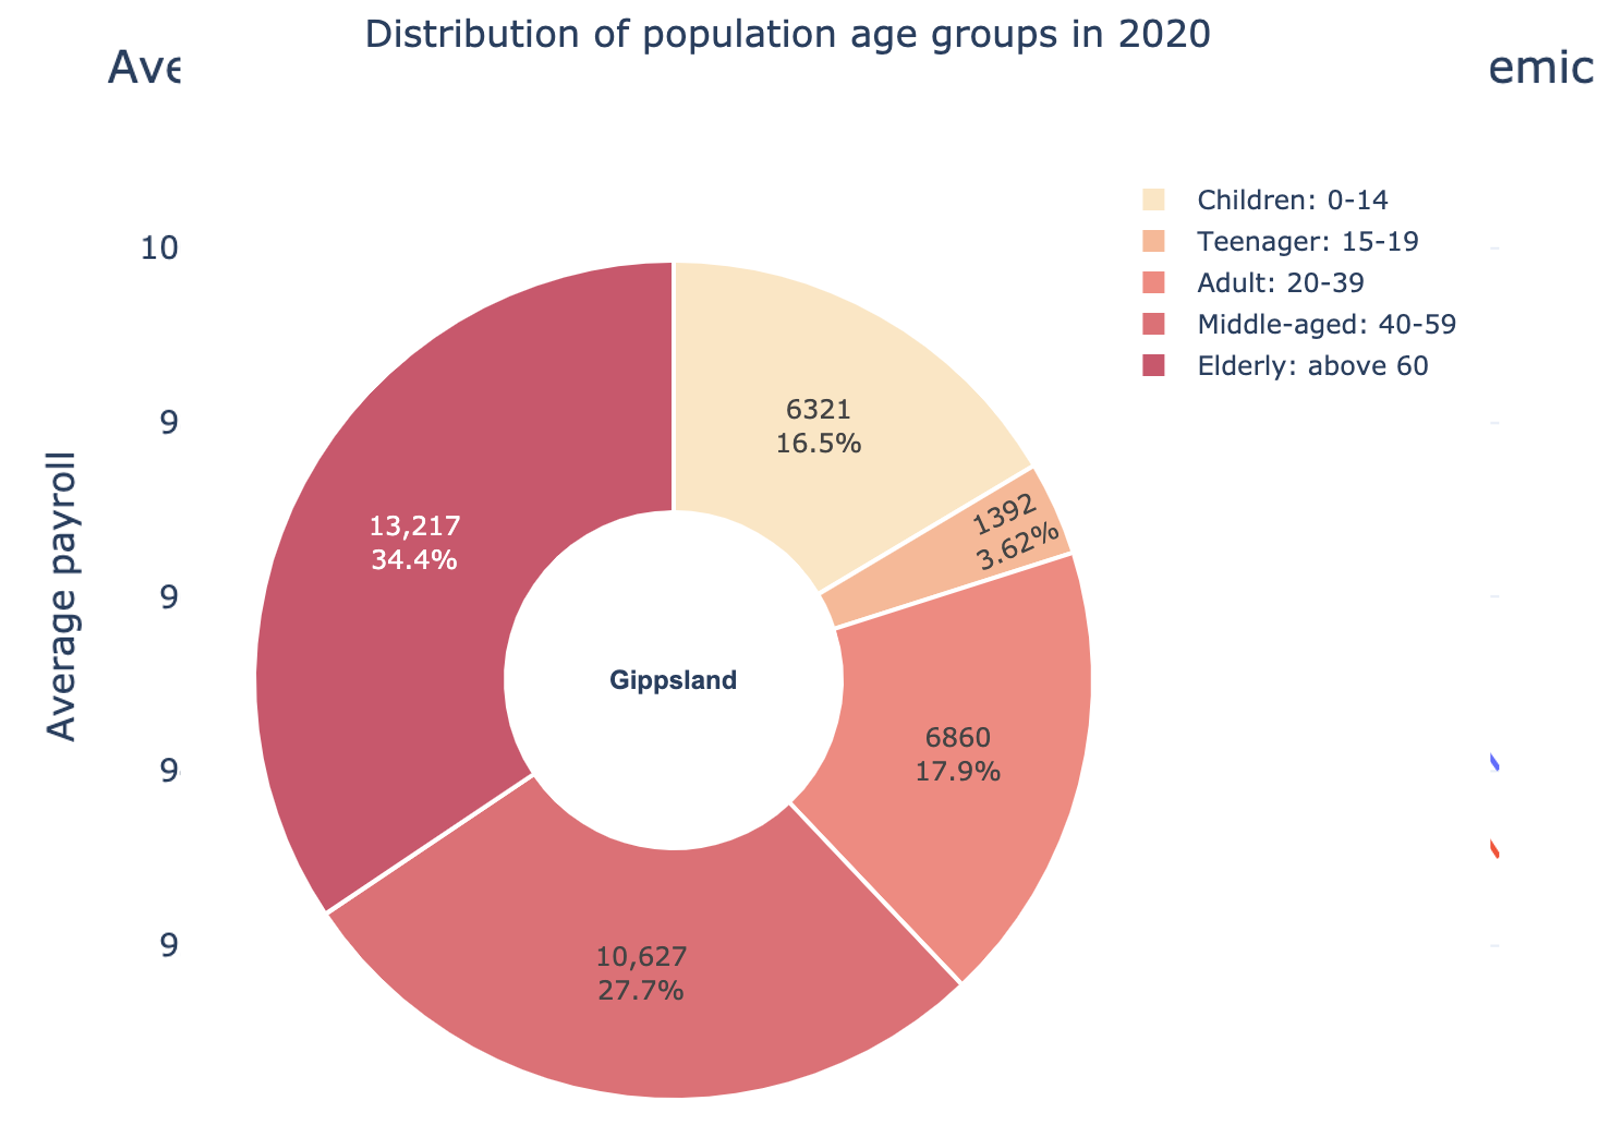 Distribution of population age groups in 2020
Ave
emic
Children: 0-14
Teenager: 15-19
Adult: 20-39
Middle-aged: 40-59
Elderly: above 60
10
9
9
9
9
Average payroll
6321
16.5%
1392
3.62%
13,217
34.4%
Gippsland
6860
17.9%
10,627
27.7%